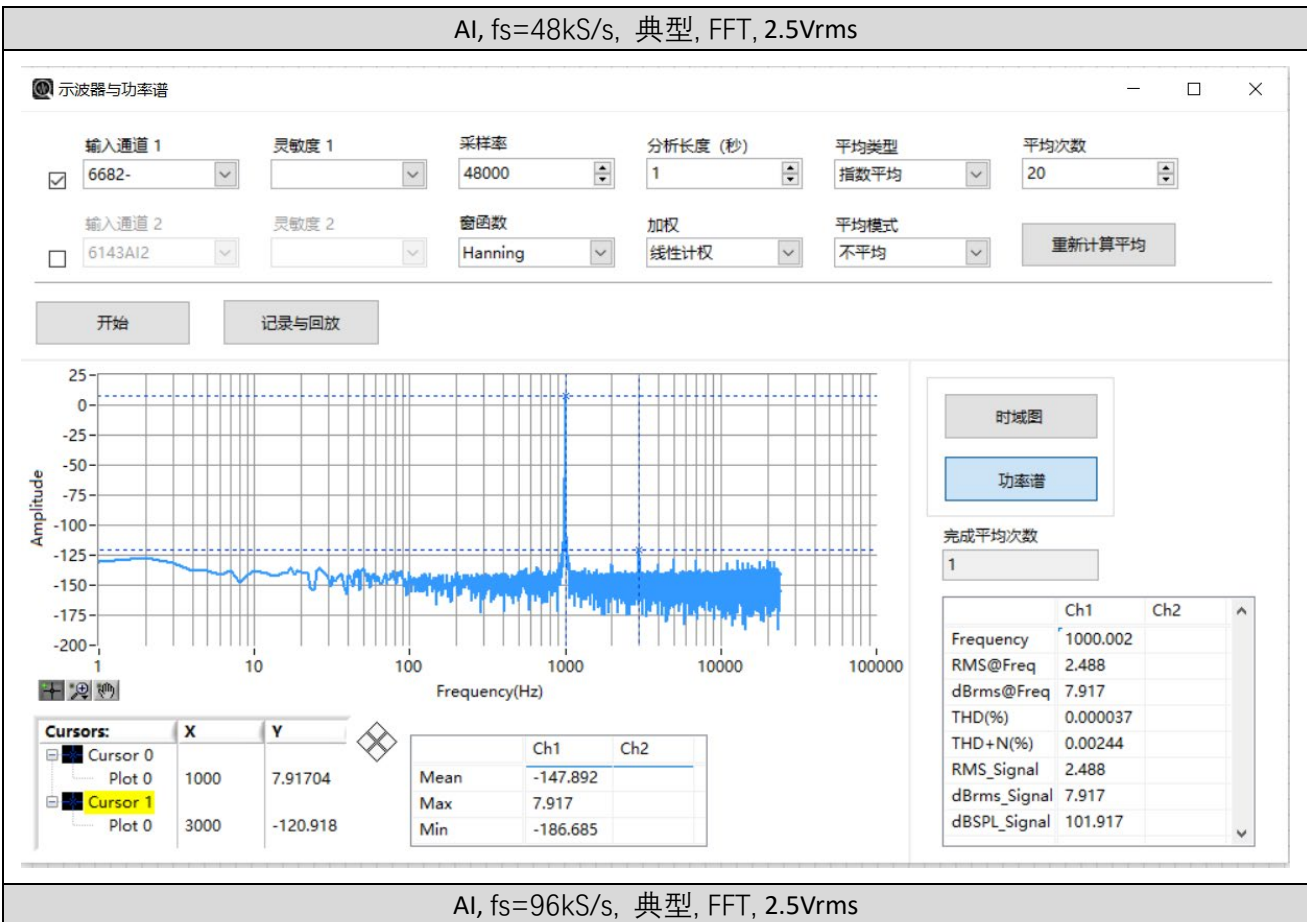 AI, fs=48kS/s, 典型, FFT, 2.5Vrms
示波器与功率谱
输入通道 1 灵敏度 1 采样率 分析长度（秒） 平均类型 平均次数
6682- 48000 1 指数平均 20
输入通道 2 灵敏度 2 窗函数 加权 平均模式
6143AI2 Hanning 线性计权 不平均 重新计算平均
开始 记录与回放
25
0
-25
-50
-75
-100
-125
-150
-175
-200
Amplitude
1 10 100 1000 10000 100000
Frequency(Hz)
时域图
功率谱
完成平均次数
1
Ch1 Ch2
Frequency 1000.002
RMS@Freq 2.488
dBrms@Freq 7.917
THD(%) 0.000037
THD+N(%) 0.00244
RMS_Signal 2.488
dBrms_Signal 7.917
dBSPL_Signal 101.917
Cursors: X Y
Cursor 0
Plot 0 1000 7.91704
Cursor 1
Plot 0 3000 -120.918
Ch1 Ch2
Mean -147.892
Max 7.917
Min -186.685
AI, fs=96kS/s, 典型, FFT, 2.5Vrms